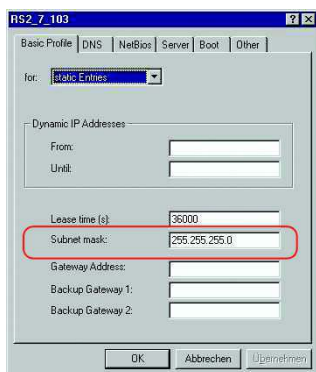 RS2_7_103
Basic Profile DNS NetBios Server Boot Other
for: static Entries
Dynamic IP Addresses
From:
Until:
Lease time (s): 36000
Subnet mask: 255.255.255.0
Gateway Address:
Backup Gateway 1:
Backup Gateway 2:
OK Abbrechen Übernehmen